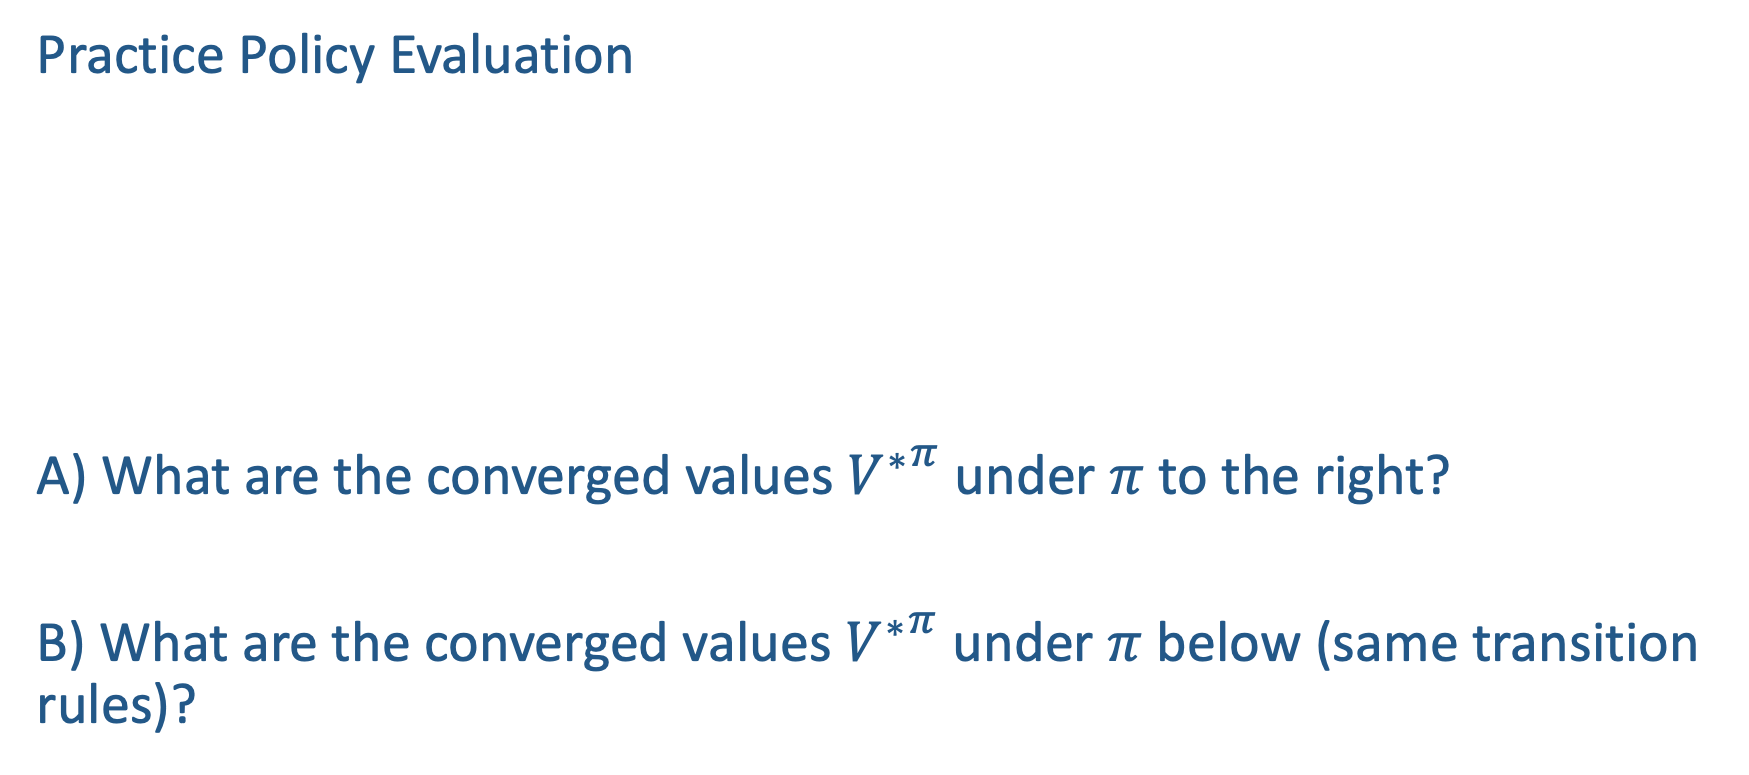 Practice Policy Evaluation
A) What are the converged values V*π under π to the right?
B) What are the converged values V*π under π below (same transition
rules)?